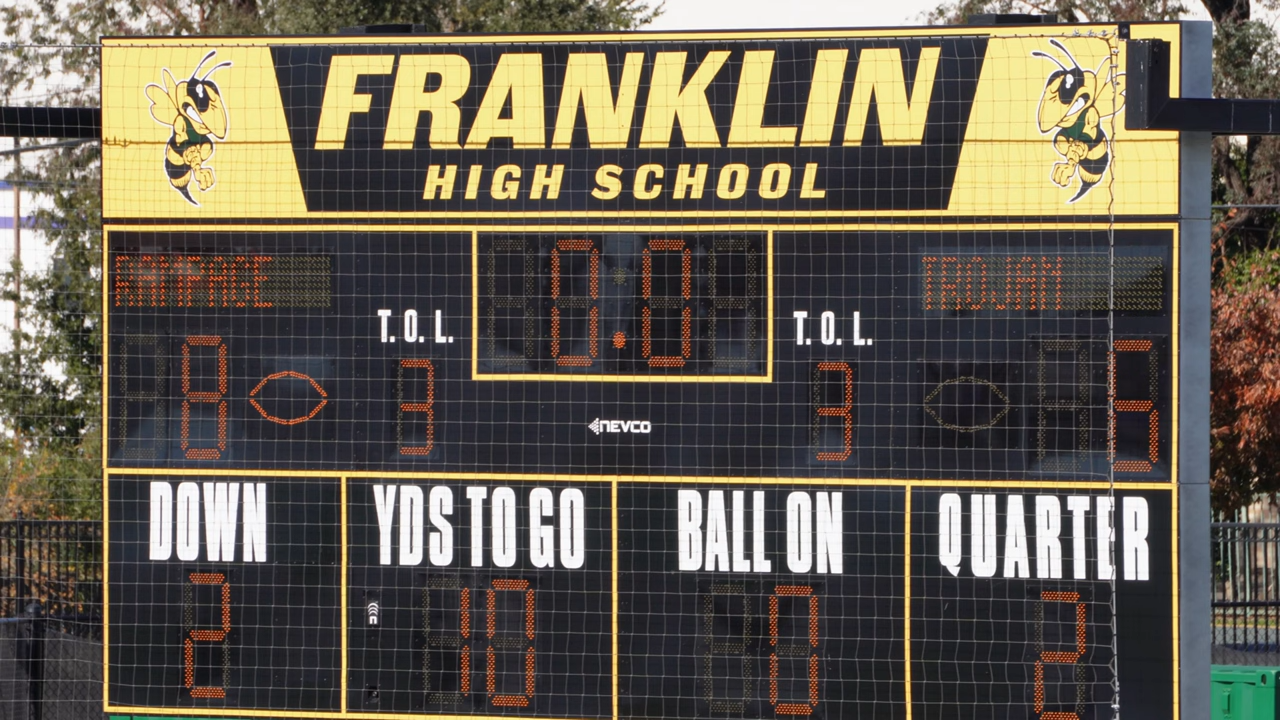 FRANKLIN
HIGH SCHOOL
RAMPAGE 0.0 TROJAN
T.O.L. T.O.L.
8 3 3 5
NEVCO
DOWN YDS TO GO BALL ON QUARTER
2 10 0 2